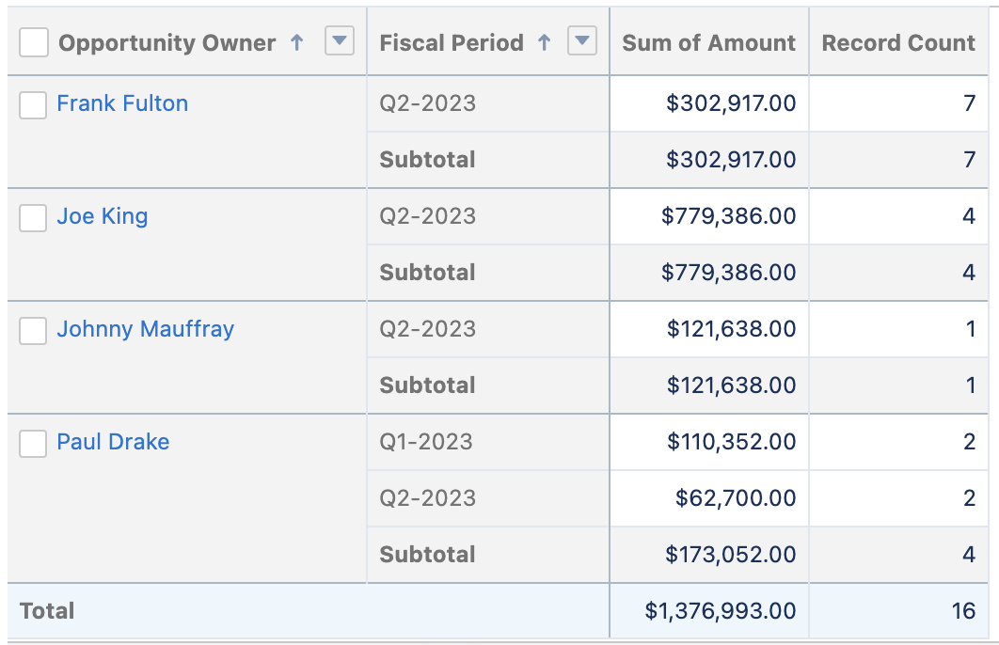 Opportunity Owner ↑ Fiscal Period ↑ Sum of Amount Record Count
Frank Fulton Q2-2023 $302,917.00 7
Subtotal $302,917.00 7
Joe King Q2-2023 $779,386.00 4
Subtotal $779,386.00 4
Johnny Mauffray Q2-2023 $121,638.00 1
Subtotal $121,638.00 1
Paul Drake Q1-2023 $110,352.00 2
Q2-2023 $62,700.00 2
Subtotal $173,052.00 4
Total $1,376,993.00 16